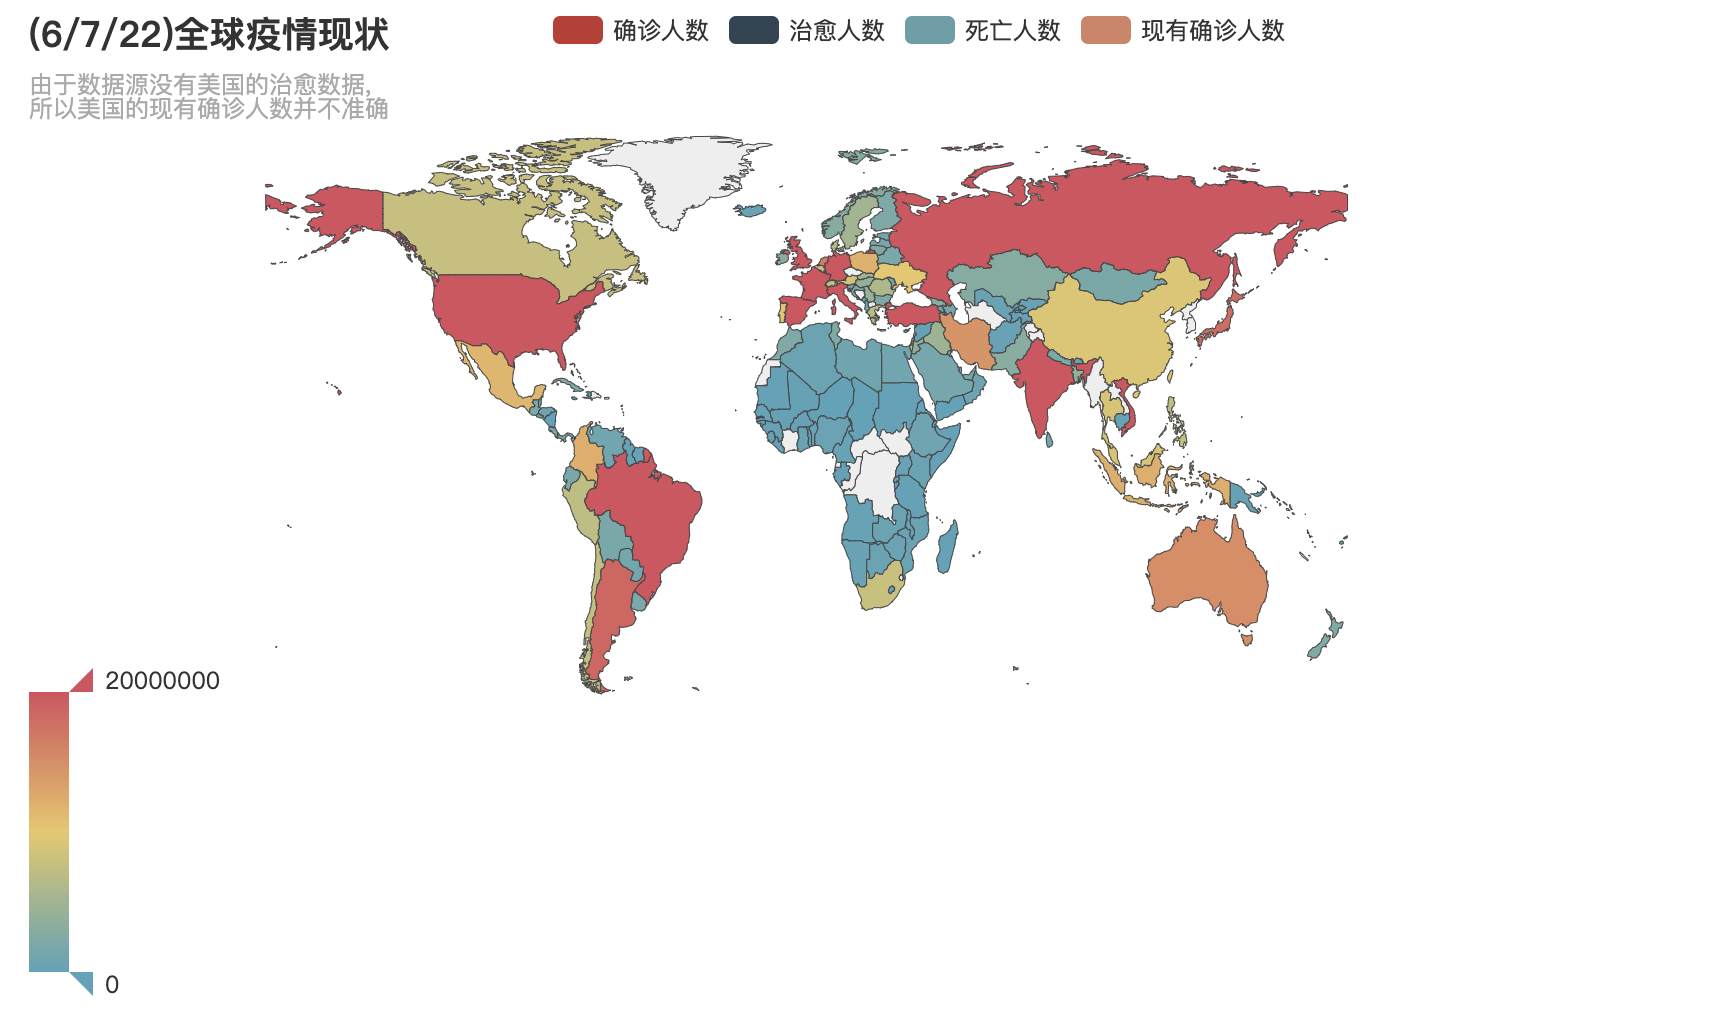 (6/7/22)全球疫情现状
由于数据源没有美国的治愈数据,
所以美国的现有确诊人数并不准确
确诊人数
治愈人数
死亡人数
现有确诊人数
20000000
0